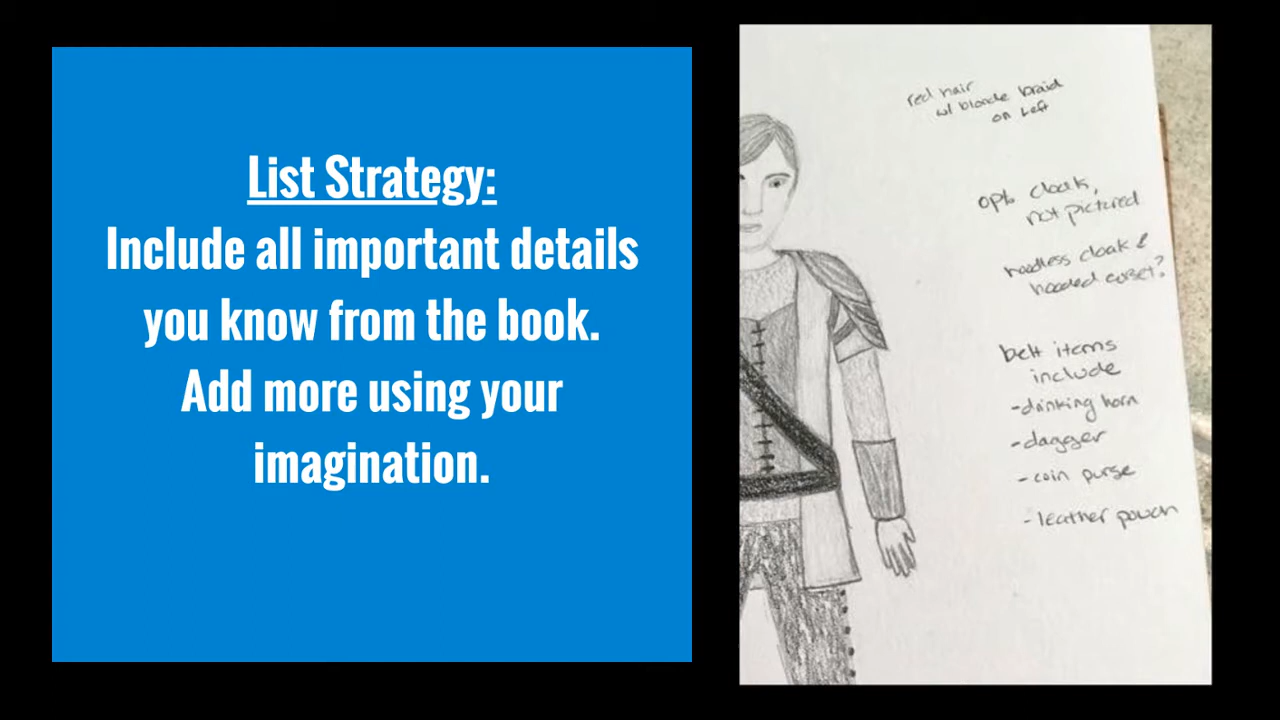 List Strategy:
Include all important details
you know from the book.
Add more using your
imagination.
red hair
w/ blonde braid
on left
opt. cloak,
not pictured
hoodless cloak &
hooded corset?
belt items
include
-drinking horn
-dagger
-coin purse
-leather pouch